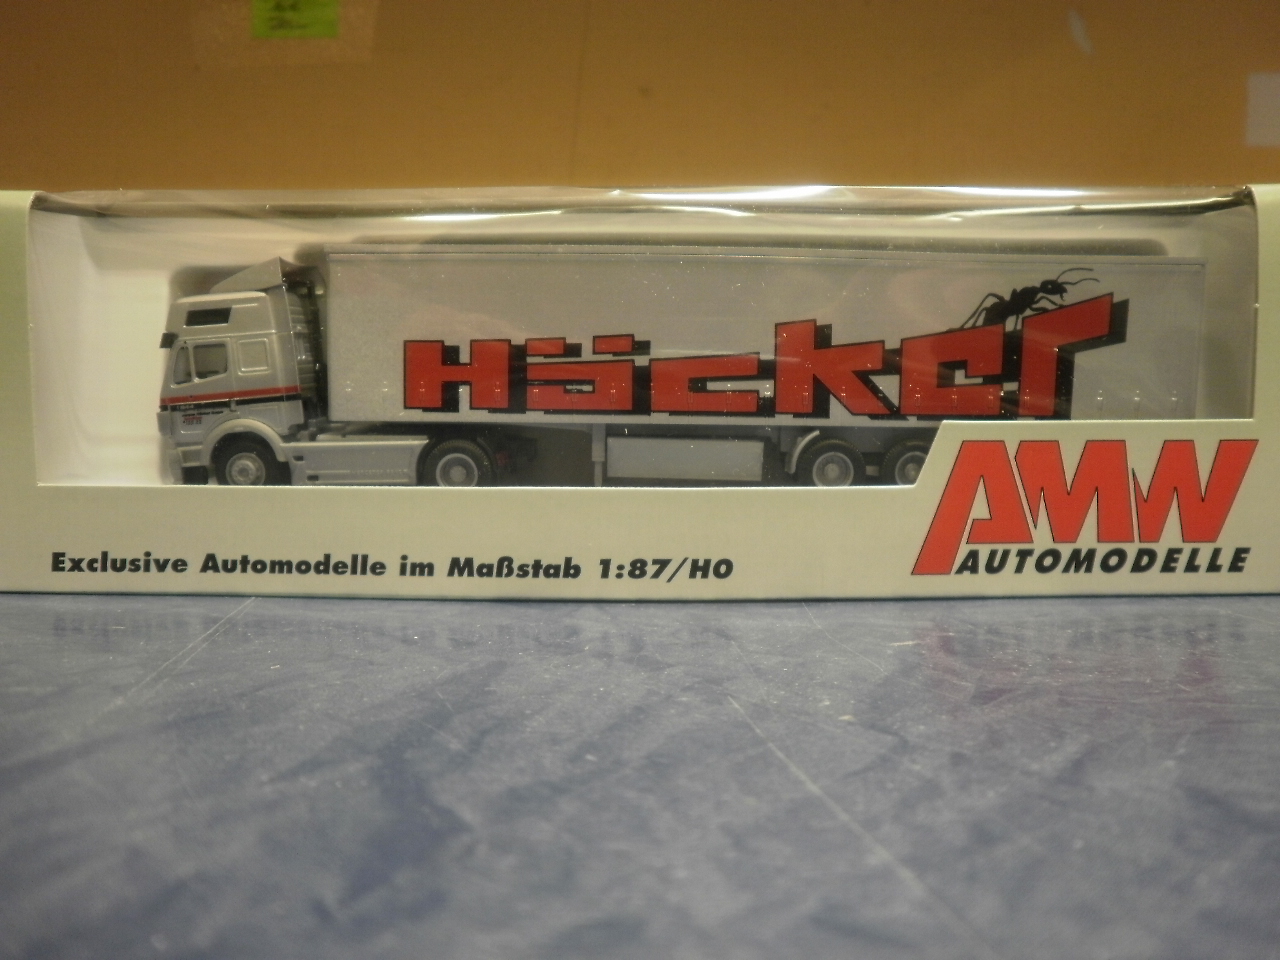 Häcker
AMW
AUTOMODELLE
Exclusive Automodelle im Maßstab 1:87/H0